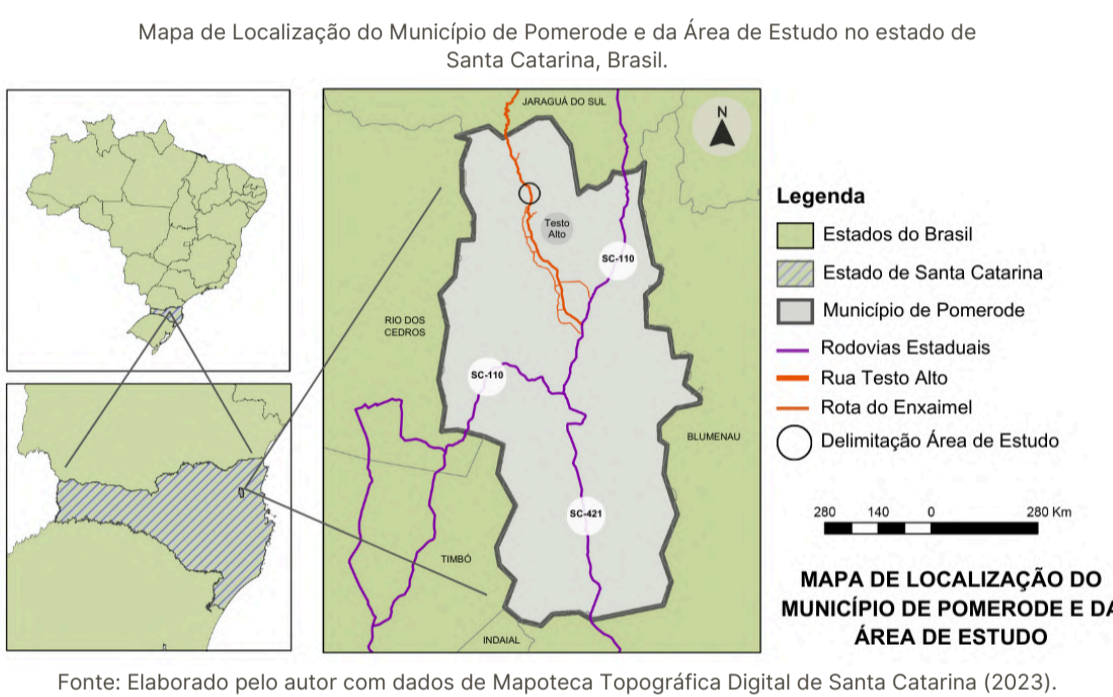 Mapa de Localização do Município de Pomerode e da Área de Estudo no estado de
Santa Catarina, Brasil.
JARAGUÁ DO SUL
N
Testo
Alto
SC-110
RIO DOS
CEDROS
SC-110
BLUMENAU
SC-421
TIMBÓ
INDAIAL
Legenda
Estados do Brasil
Estado de Santa Catarina
Município de Pomerode
Rodovias Estaduais
Rua Testo Alto
Rota do Enxaimel
Delimitação Área de Estudo
280 140 0 280 Km
MAPA DE LOCALIZAÇÃO DO
MUNICÍPIO DE POMERODE E DA
ÁREA DE ESTUDO
Fonte: Elaborado pelo autor com dados de Mapoteca Topográfica Digital de Santa Catarina (2023).